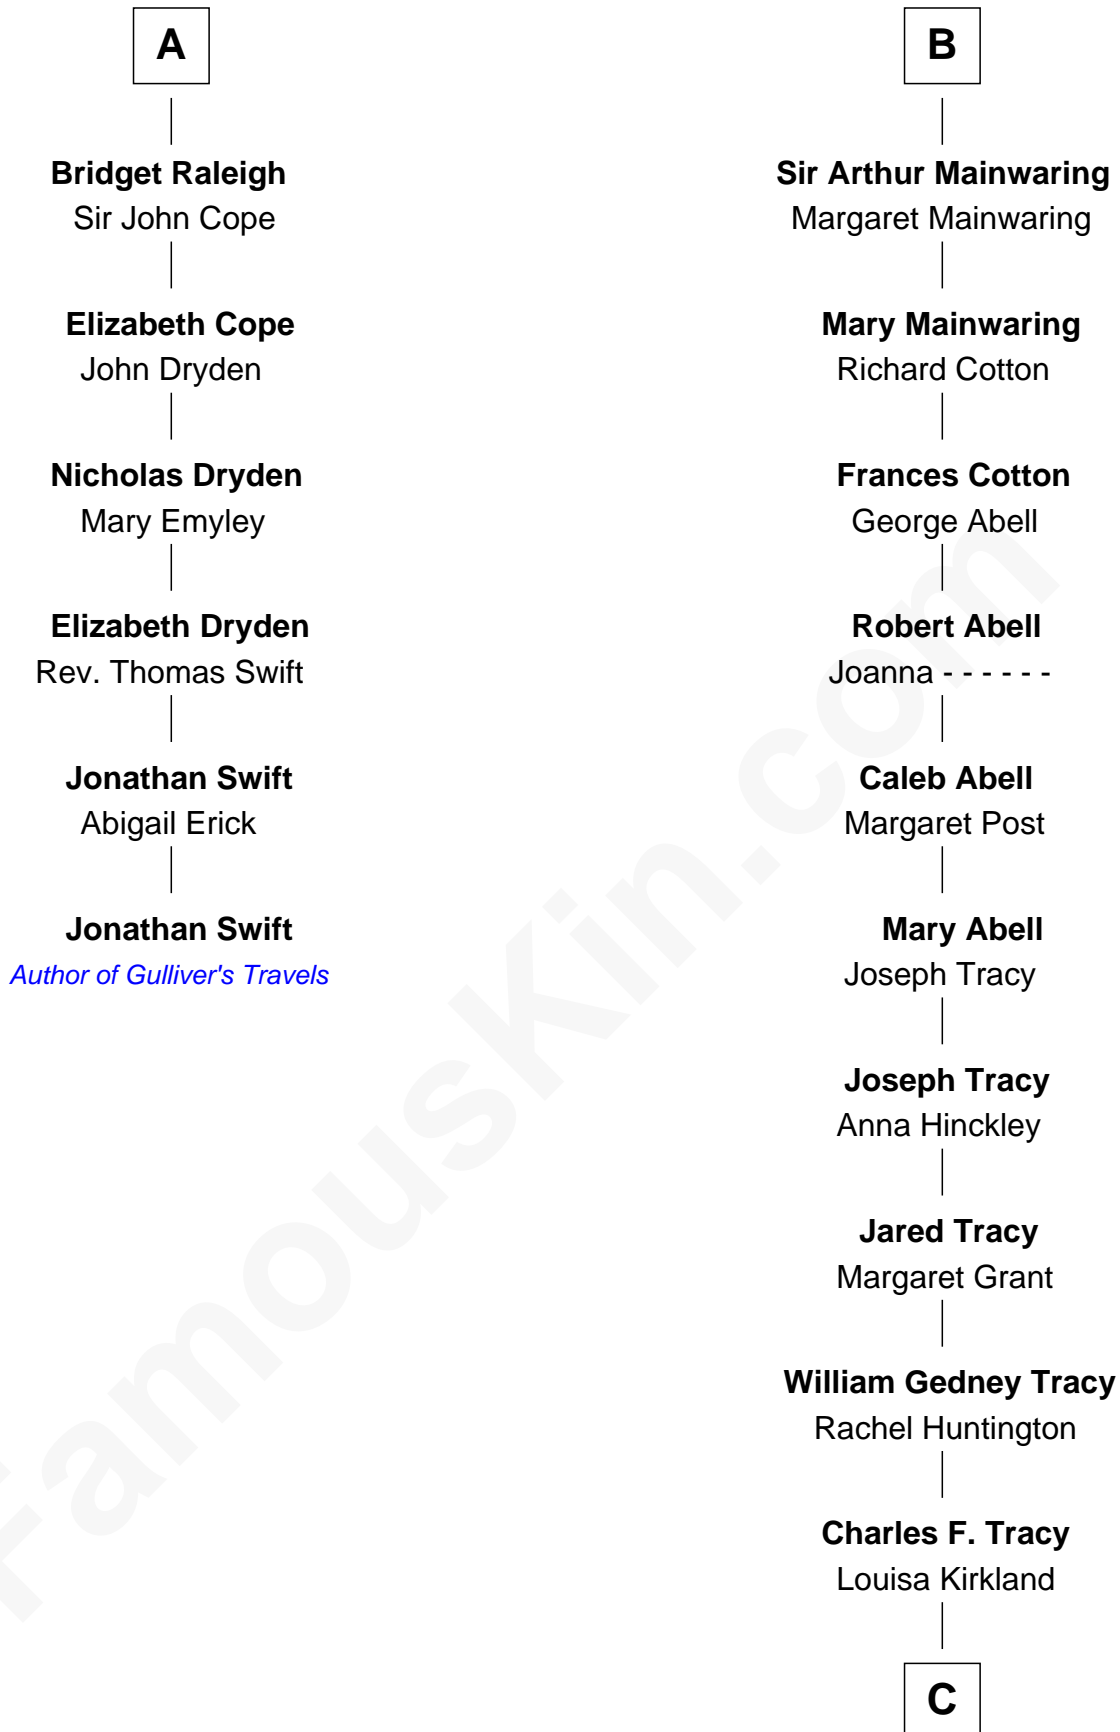 A
Bridget Raleigh
Sir John Cope
Elizabeth Cope
John Dryden
Nicholas Dryden
Mary Emyley
Elizabeth Dryden
Rev. Thomas Swift
Jonathan Swift
Abigail Erick
Jonathan Swift
Author of Gulliver's Travels
B
Sir Arthur Mainwaring
Margaret Mainwaring
Mary Mainwaring
Richard Cotton
Frances Cotton
George Abell
Robert Abell
Joanna - - - - - -
Caleb Abell
Margaret Post
Mary Abell
Joseph Tracy
Joseph Tracy
Anna Hinckley
Jared Tracy
Margaret Grant
William Gedney Tracy
Rachel Huntington
Charles F. Tracy
Louisa Kirkland
C
FamousKin.com